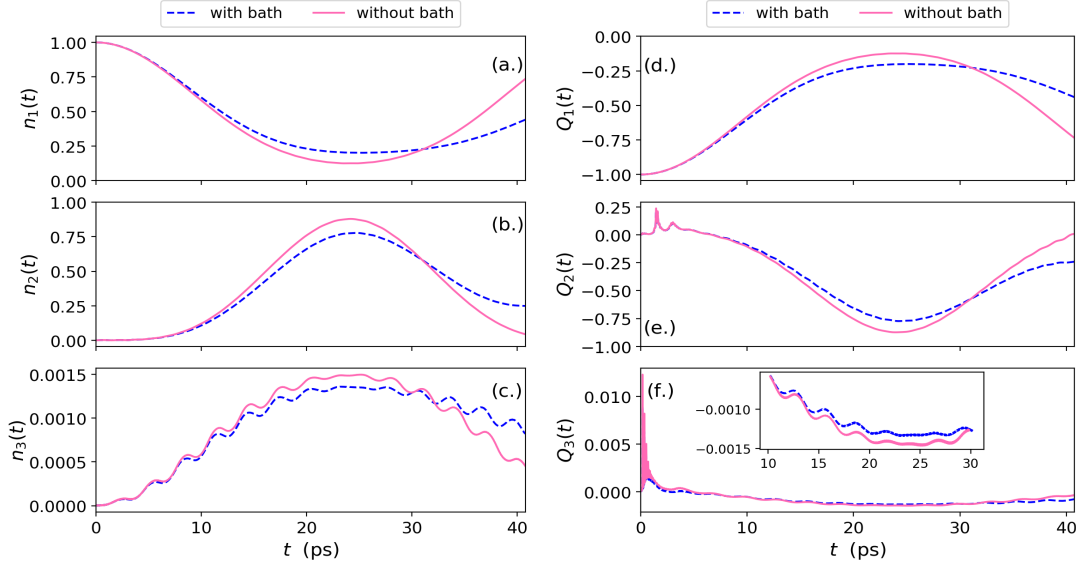 with bath without bath
with bath without bath
1.00
0.75
0.50
0.25
0.00
n1(t)
(a.)
0.00
−0.25
−0.50
−0.75
−1.00
Q1(t)
(d.)
1.00
0.75
0.50
0.25
0.00
n2(t)
(b.)
0.25
0.00
−0.25
−0.50
−0.75
−1.00
Q2(t)
(e.)
0.0015
0.0010
0.0005
0.0000
n3(t)
(c.)
0 10 20 30 40
t (ps)
0.010
0.005
0.000
Q3(t)
(f.)
−0.0010
−0.0015
10 15 20 25 30
0 10 20 30 40
t (ps)